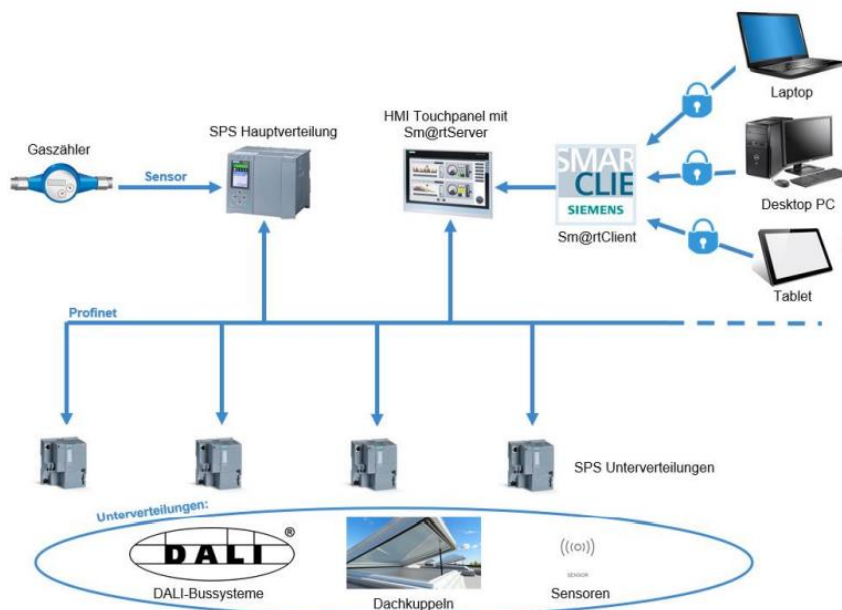 Laptop
HMI Touchpanel mit
Sm@rtServer
SPS Hauptverteilung
Gaszähler
Sensor
SMAR
CLIE
SIEMENS
Sm@rtClient
Desktop PC
Tablet
Profinet
SPS Unterverteilungen
Unterverteilungen:
DALI®
SENSOR
DALI-Bussysteme
Dachkuppeln
Sensoren